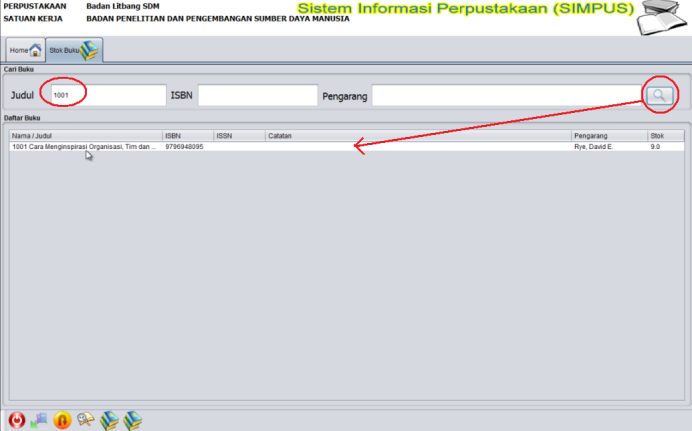 PERPUSTAKAAN Badan Litbang SDM
Sistem Informasi Perpustakaan (SIMPUS)
SATUAN KERJA BADAN PENELITIAN DAN PENGEMBANGAN SUMBER DAYA MANUSIA
Home Stok Buku
Cari Buku
Judul 1001 ISBN Pengarang
Daftar Buku
Nama / Judul ISBN ISSN Catatan Pengarang Stok
1001 Cara Menginspirasi Organisasi, Tim dan ... 9796948095 Rye, David E. 9.0